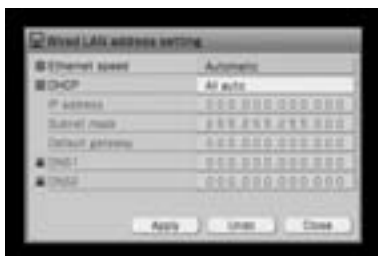 Wired LAN address setting
Ethernet speed Automatic
DHCP All auto
IP address 000.000.000.000
Subnet mask 255.255.255.000
Default gateway 000.000.000.000
DNS1 000.000.000.000
DNS2 000.000.000.000
Apply Undo Close